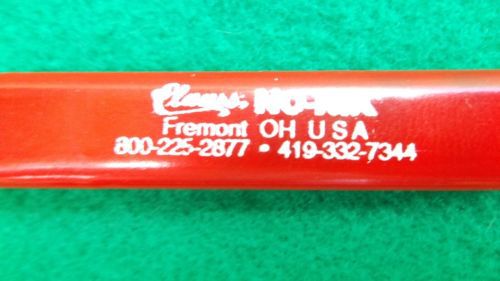 Clauss. NO-NIK
Fremont OH USA
800-225-2877 • 419-332-7344